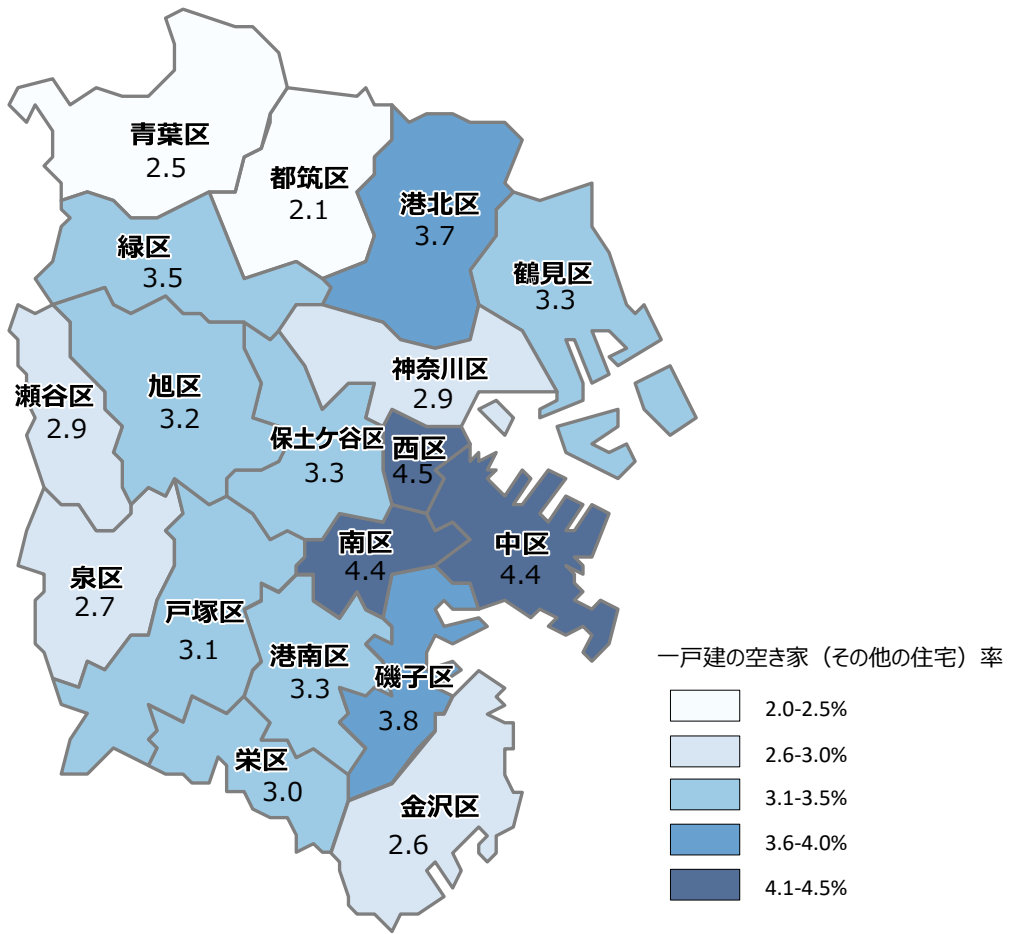 青葉区
2.5
都筑区
2.1
港北区
3.7
緑区
3.5
鶴見区
3.3
神奈川区
2.9
瀬谷区
2.9
旭区
3.2
保土ケ谷区
3.3
西区
4.5
南区
4.4
中区
4.4
泉区
2.7
戸塚区
3.1
港南区
3.3
磯子区
3.8
栄区
3.0
金沢区
2.6
一戸建の空き家（その他の住宅）率
2.0-2.5%
2.6-3.0%
3.1-3.5%
3.6-4.0%
4.1-4.5%